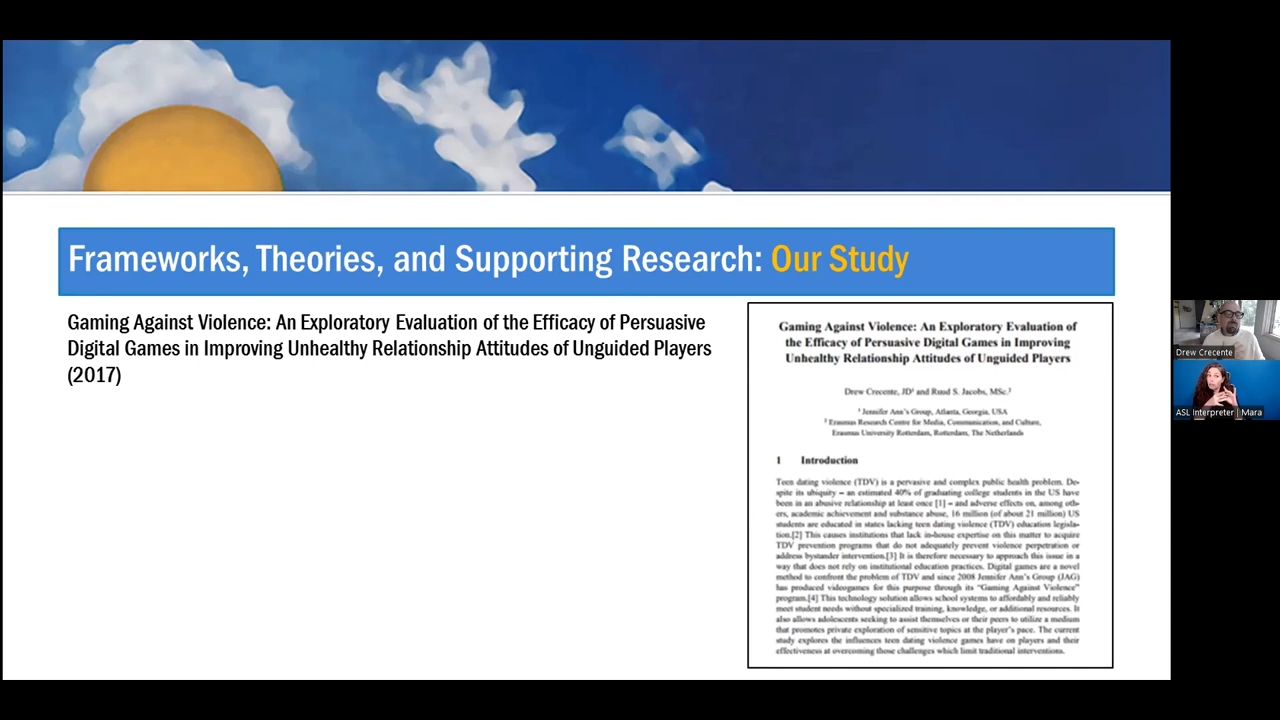 Frameworks, Theories, and Supporting Research: Our Study
Gaming Against Violence: An Exploratory Evaluation of the Efficacy of Persuasive
Digital Games in Improving Unhealthy Relationship Attitudes of Unguided Players
(2017)
Gaming Against Violence: An Exploratory Evaluation of
the Efficacy of Persuasive Digital Games in Improving
Unhealthy Relationship Attitudes of Unguided Players
Drew Crecente, JD¹ and Ruud S. Jacobs, MSc.²
¹ Jennifer Ann's Group, Atlanta, Georgia, USA
² Erasmus Research Centre for Media, Communication, and Culture,
Erasmus University Rotterdam, Rotterdam, The Netherlands
1 Introduction
Teen dating violence (TDV) is a pervasive and complex public health problem. De-
spite its ubiquity – an estimated 40% of graduating college students in the US have
been in an abusive relationship at least once [1] – and adverse effects on, among oth-
ers, academic achievement and substance abuse, 16 million (of about 21 million) US
students are educated in states lacking teen dating violence (TDV) education legisla-
tion.[2] This causes institutions that lack in-house expertise on this matter to acquire
TDV prevention programs that do not adequately prevent violence perpetration or
address bystander intervention.[3] It is therefore necessary to approach this issue in a
way that does not rely on institutional education practices. Digital games are a novel
method to confront the problem of TDV and since 2008 Jennifer Ann's Group (JAG)
has produced videogames for this purpose through its "Gaming Against Violence"
program.[4] This technology solution allows school systems to affordably and reliably
meet student needs without specialized training, knowledge, or additional resources. It
also allows adolescents seeking to assist themselves or their peers to utilize a medium
that promotes private exploration of sensitive topics at the player's pace. The current
study explores the influences teen dating violence games have on players and their
effectiveness at overcoming those challenges which limit traditional interventions.
Drew Crecente
ASL Interpreter | Mara